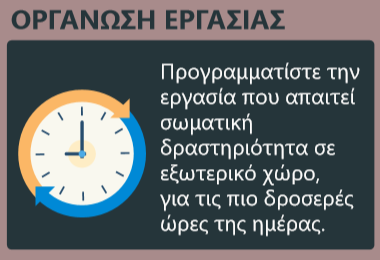 ΟΡΓΑΝΩΣΗ ΕΡΓΑΣΙΑΣ
Προγραμματίστε την
εργασία που απαιτεί
σωματική
δραστηριότητα σε
εξωτερικό χώρο,
για τις πιο δροσερές
ώρες της ημέρας.